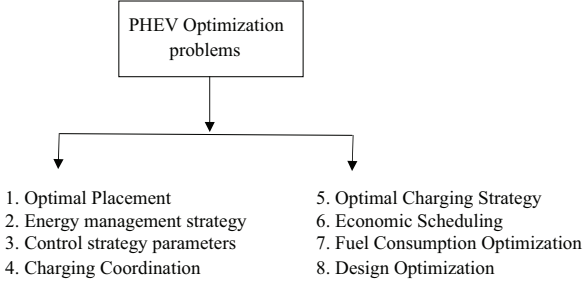 PHEV Optimization
problems
1. Optimal Placement
2. Energy management strategy
3. Control strategy parameters
4. Charging Coordination
5. Optimal Charging Strategy
6. Economic Scheduling
7. Fuel Consumption Optimization
8. Design Optimization